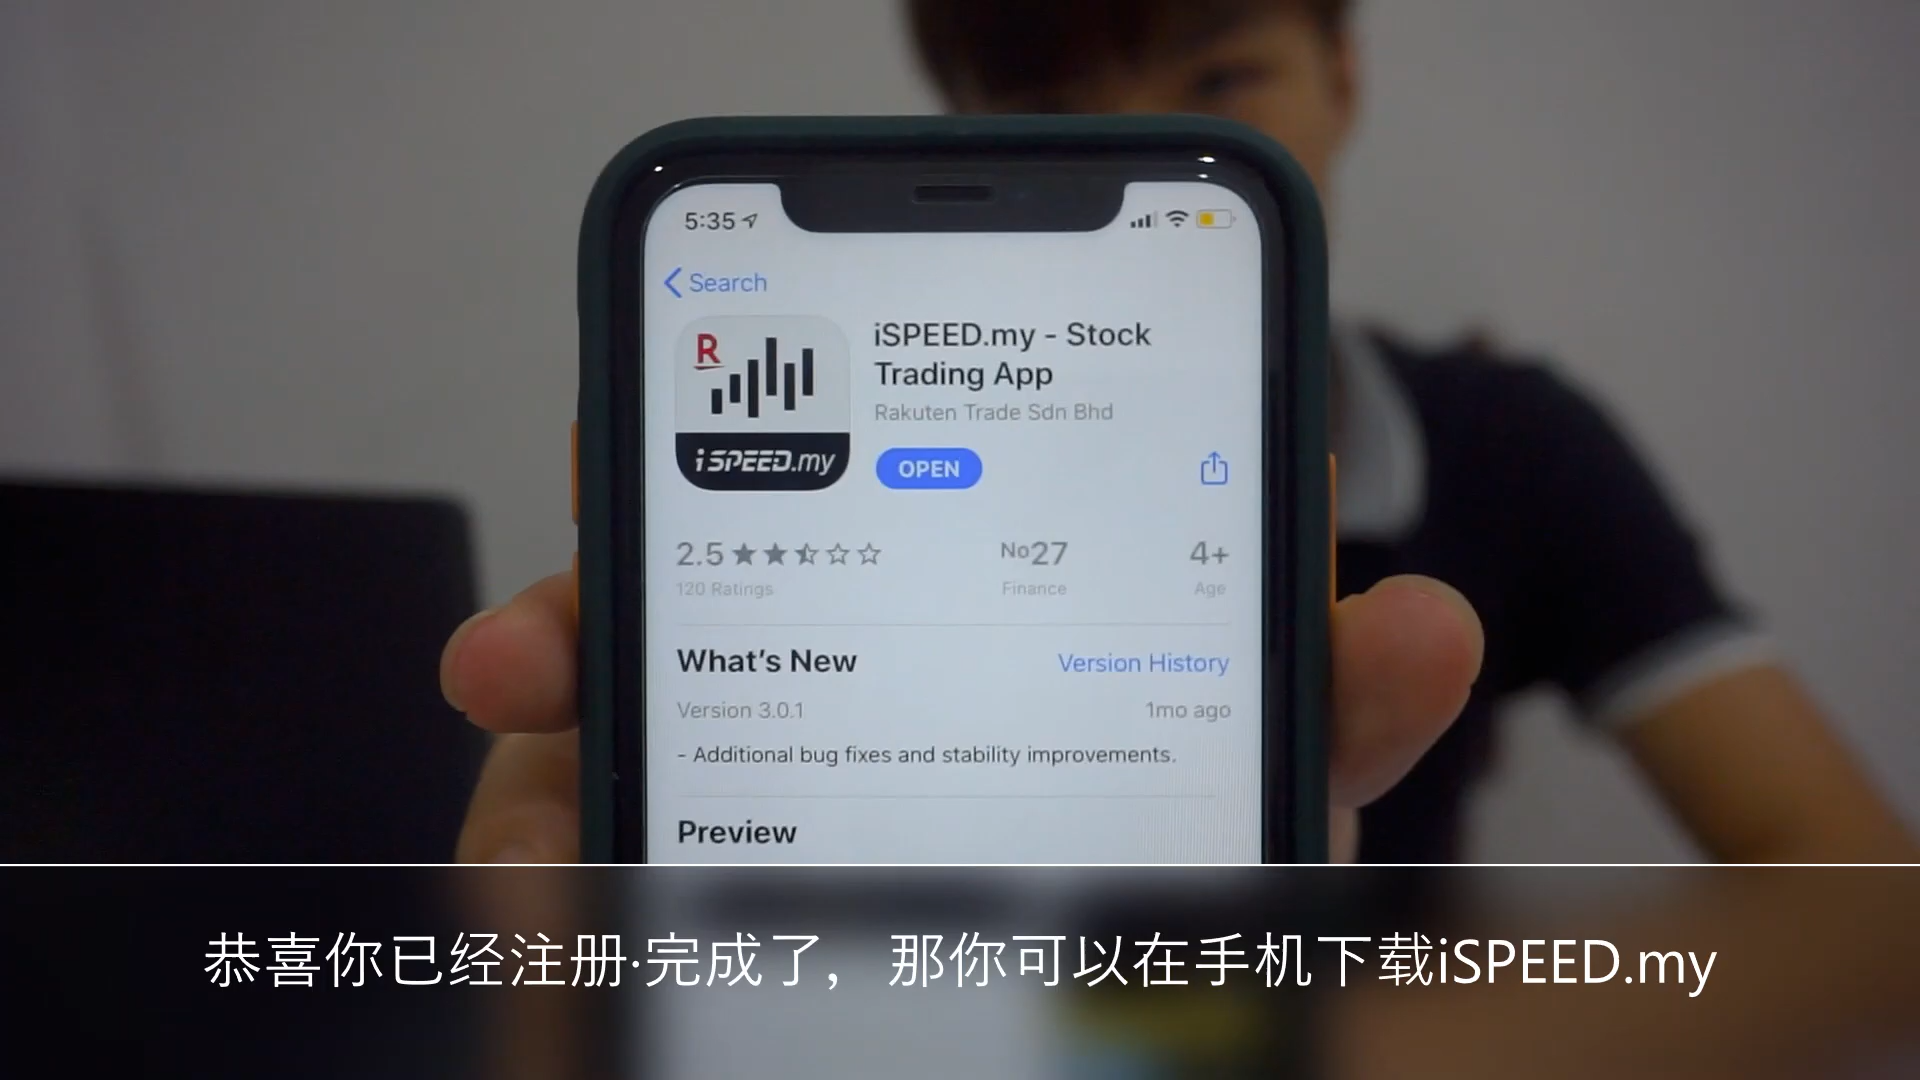 5:35
Search
R
iSPEED.my
iSPEED.my - Stock
Trading App
Rakuten Trade Sdn Bhd
OPEN
2.5
120 Ratings
No27
Finance
4+
Age
What's New
Version History
Version 3.0.1
1mo ago
- Additional bug fixes and stability improvements.
Preview
恭喜你已经注册·完成了，那你可以在手机下载iSPEED.my